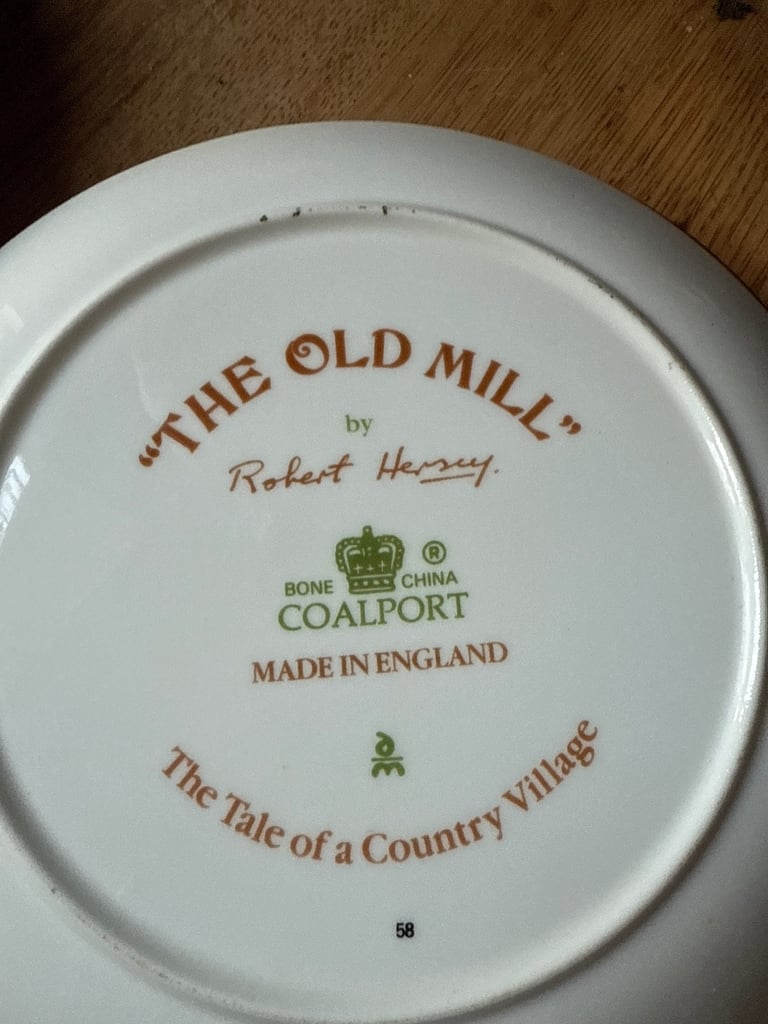 “THE OLD MILL”
by
Robert Hersey.
®
BONE CHINA
COALPORT
MADE IN ENGLAND
The Tale of a Country Village
58